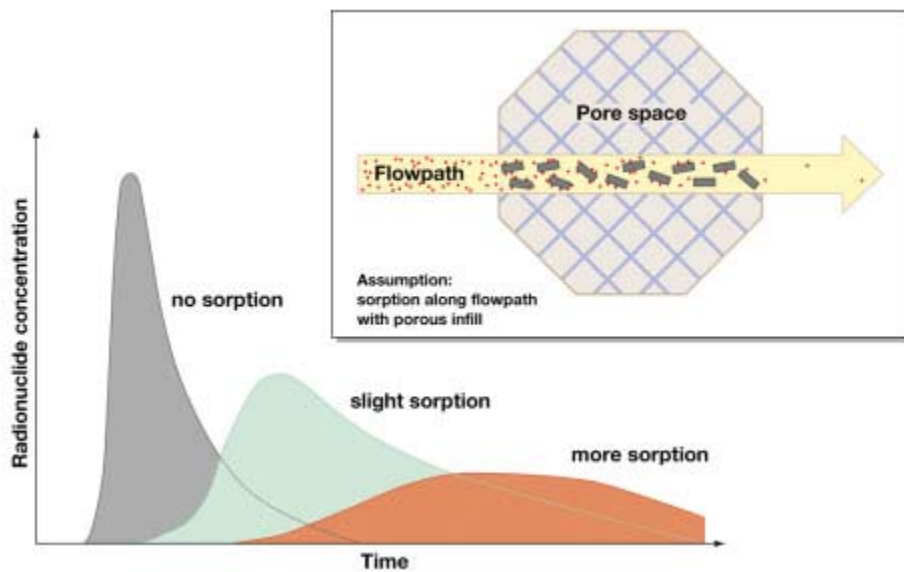 Pore space
Flowpath
Assumption:
sorption along flowpath
with porous infill
Radionuclide concentration
no sorption
slight sorption
more sorption
Time